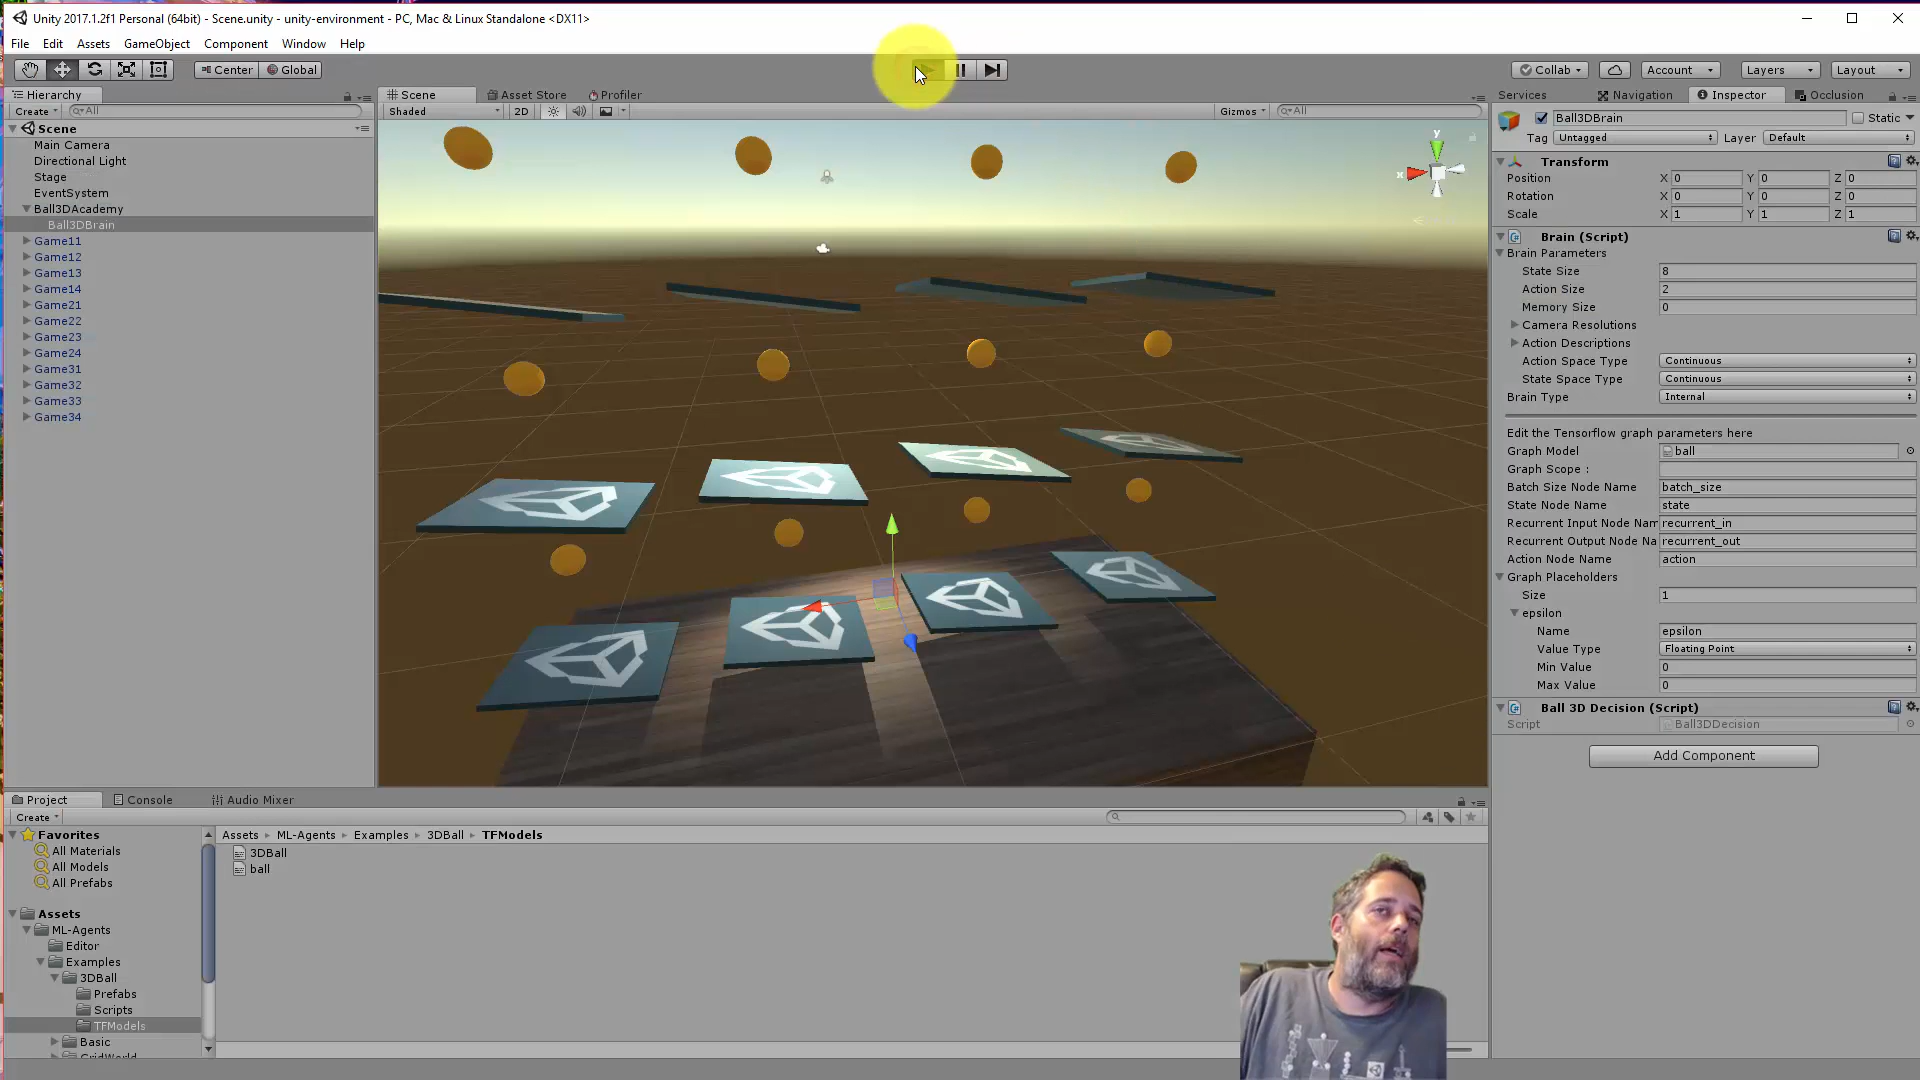 Unity 2017.1.2f1 Personal (64bit) - Scene.unity - unity-environment - PC, Mac & Linux Standalone <DX11>
File Edit Assets GameObject Component Window Help
Center Global Collab Account Layers Layout
Hierarchy Scene Asset Store Profiler Services Navigation Inspector Occlusion
Create All Shaded 2D Gizmos All
Scene
Main Camera
Directional Light
Stage
EventSystem
Ball3DAcademy
Ball3DBrain
Game11
Game12
Game13
Game14
Game21
Game22
Game23
Game24
Game31
Game32
Game33
Game34
y
x
Ball3DBrain Static
Tag Untagged Layer Default
Transform
Position X 0 Y 0 Z 0
Rotation X 0 Y 0 Z 0
Scale X 1 Y 1 Z 1
Brain (Script)
Brain Parameters
State Size 8
Action Size 2
Memory Size 0
Camera Resolutions
Action Descriptions
Action Space Type Continuous
State Space Type Continuous
Brain Type Internal
Edit the Tensorflow graph parameters here
Graph Model ball
Graph Scope :
Batch Size Node Name batch_size
State Node Name state
Recurrent Input Node Nam recurrent_in
Recurrent Output Node Na recurrent_out
Action Node Name action
Graph Placeholders
Size 1
epsilon
Name epsilon
Value Type Floating Point
Min Value 0
Max Value 0
Ball 3D Decision (Script)
Script Ball3DDecision
Add Component
Project Console Audio Mixer
Create
Favorites
All Materials
All Models
All Prefabs
Assets
ML-Agents
Editor
Examples
3DBall
Prefabs
Scripts
TFModels
Basic
GridWorld
Assets ML-Agents Examples 3DBall TFModels
3DBall
ball